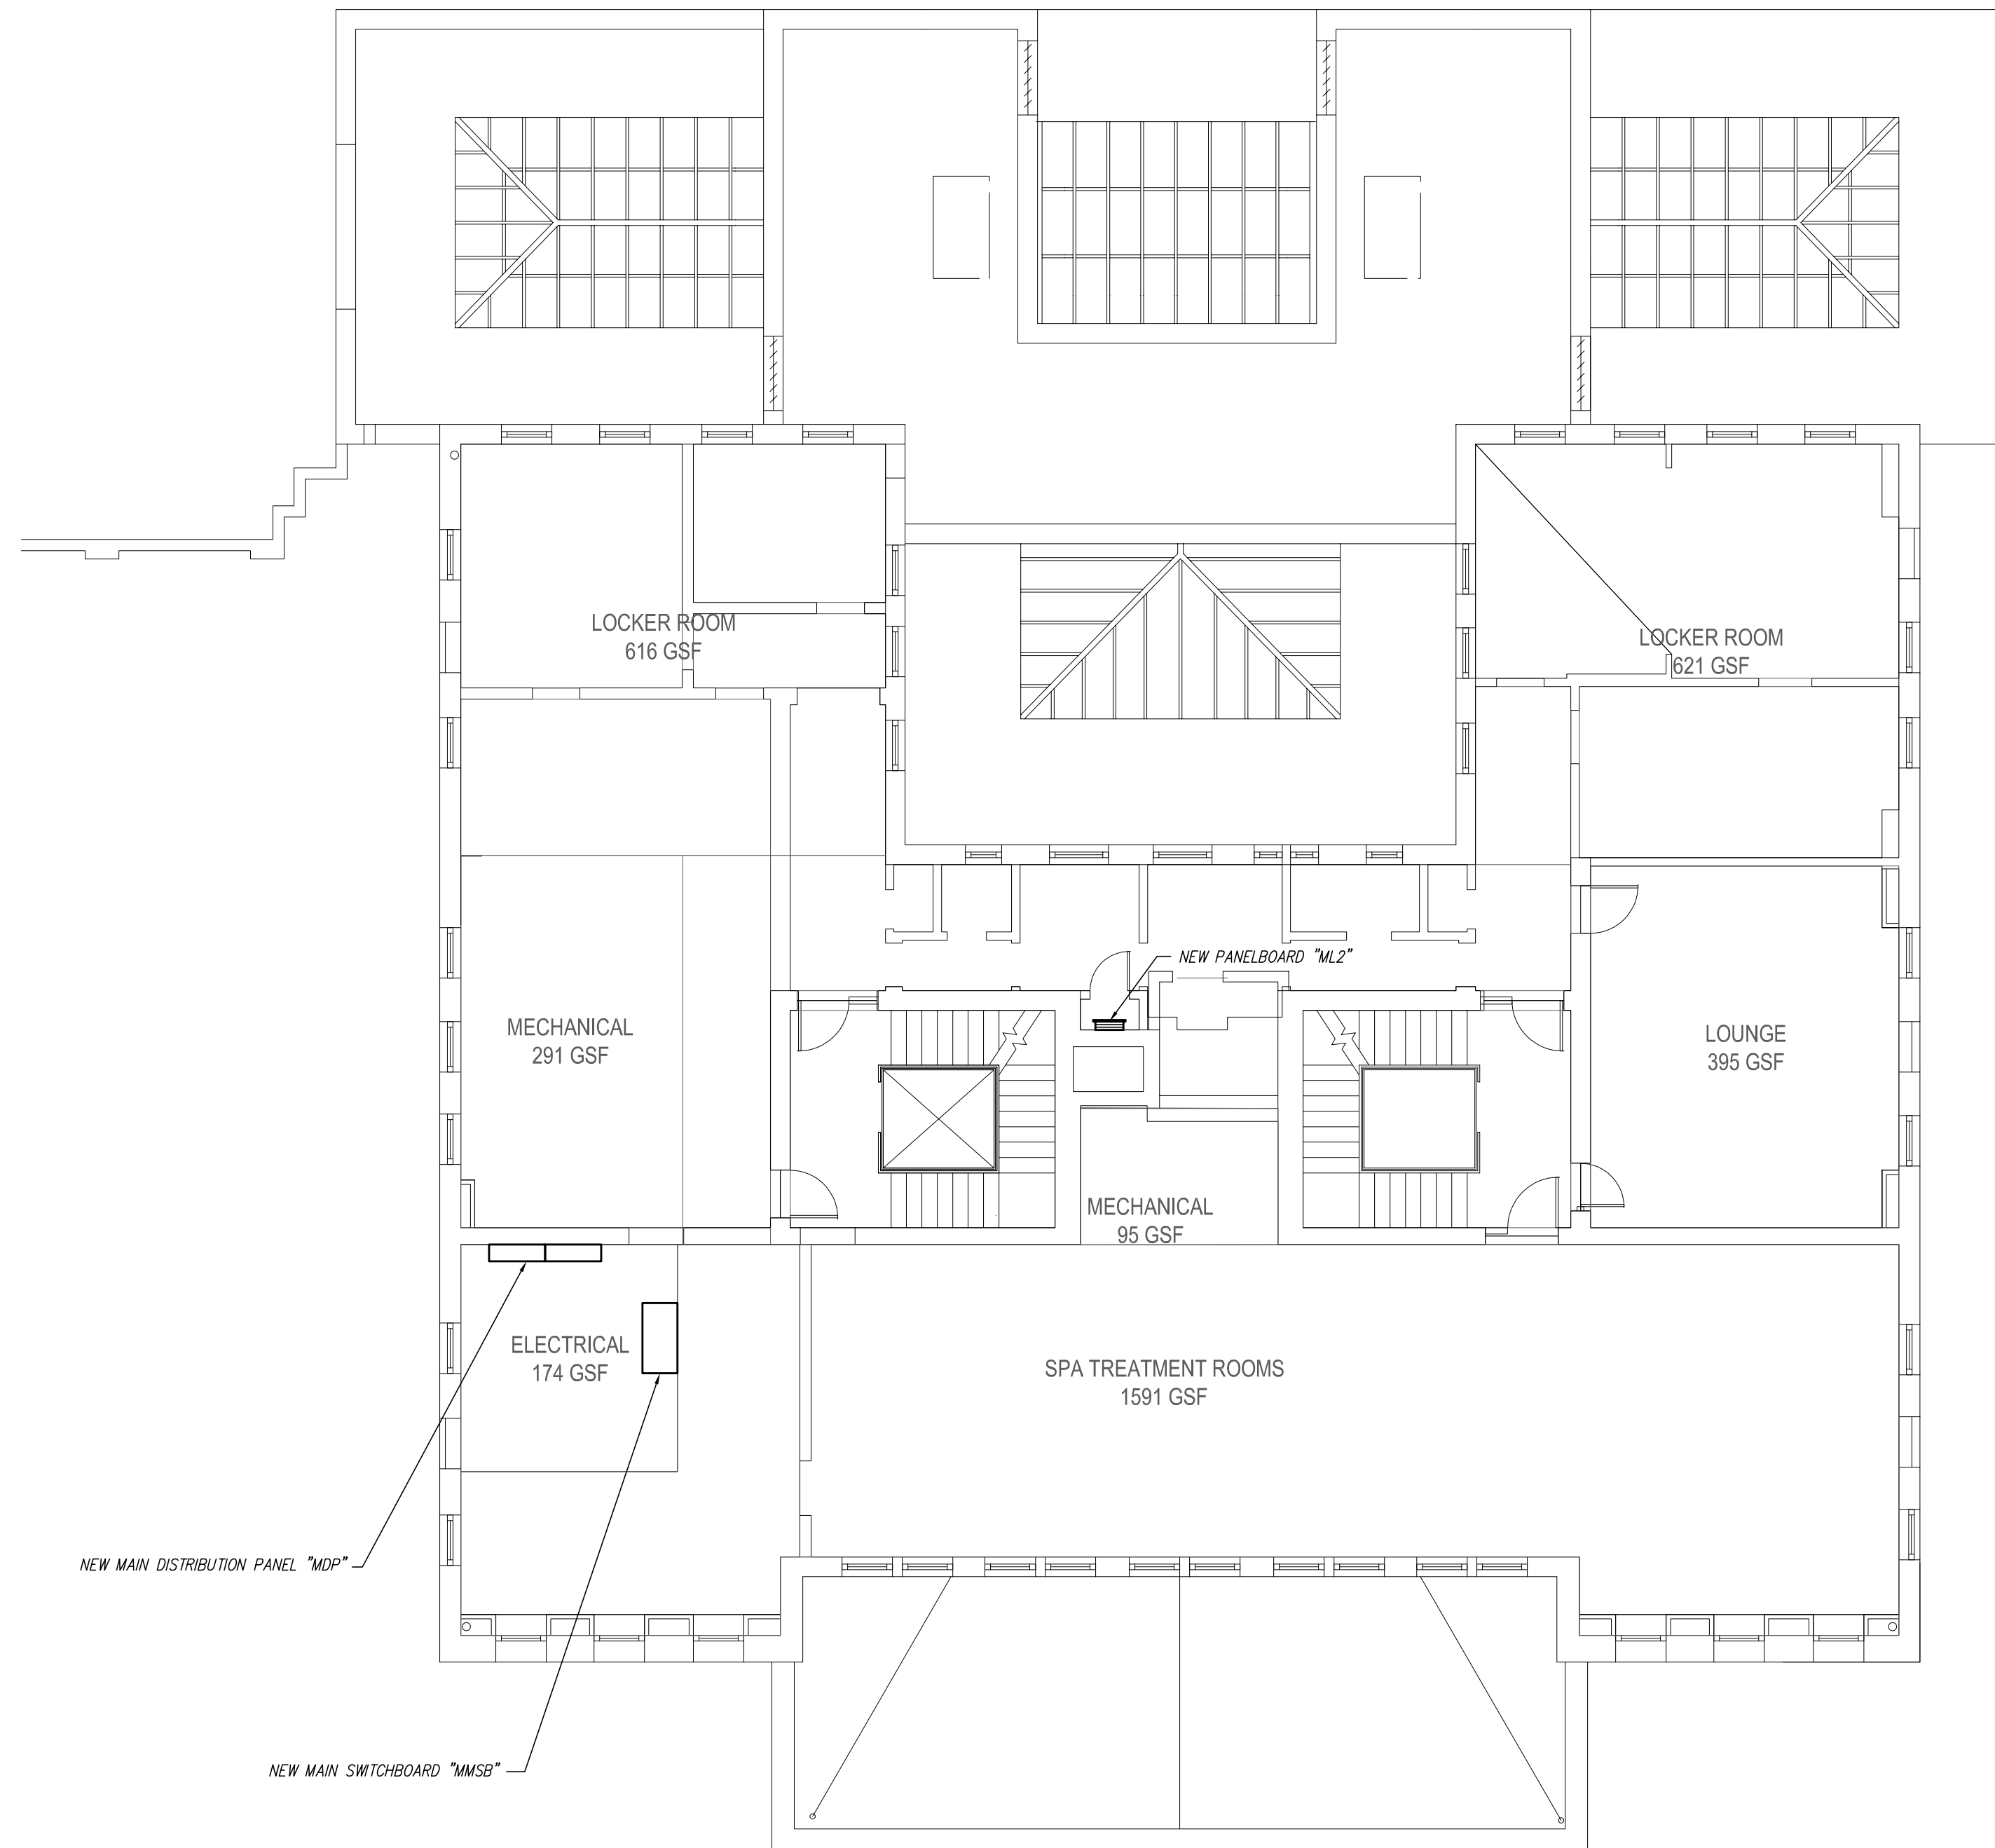 LOCKER ROOM
616 GSF
LOCKER ROOM
621 GSF
NEW PANELBOARD "ML2"
MECHANICAL
291 GSF
LOUNGE
395 GSF
MECHANICAL
95 GSF
ELECTRICAL
174 GSF
SPA TREATMENT ROOMS
1591 GSF
NEW MAIN DISTRIBUTION PANEL "MDP"
NEW MAIN SWITCHBOARD "MMSB"